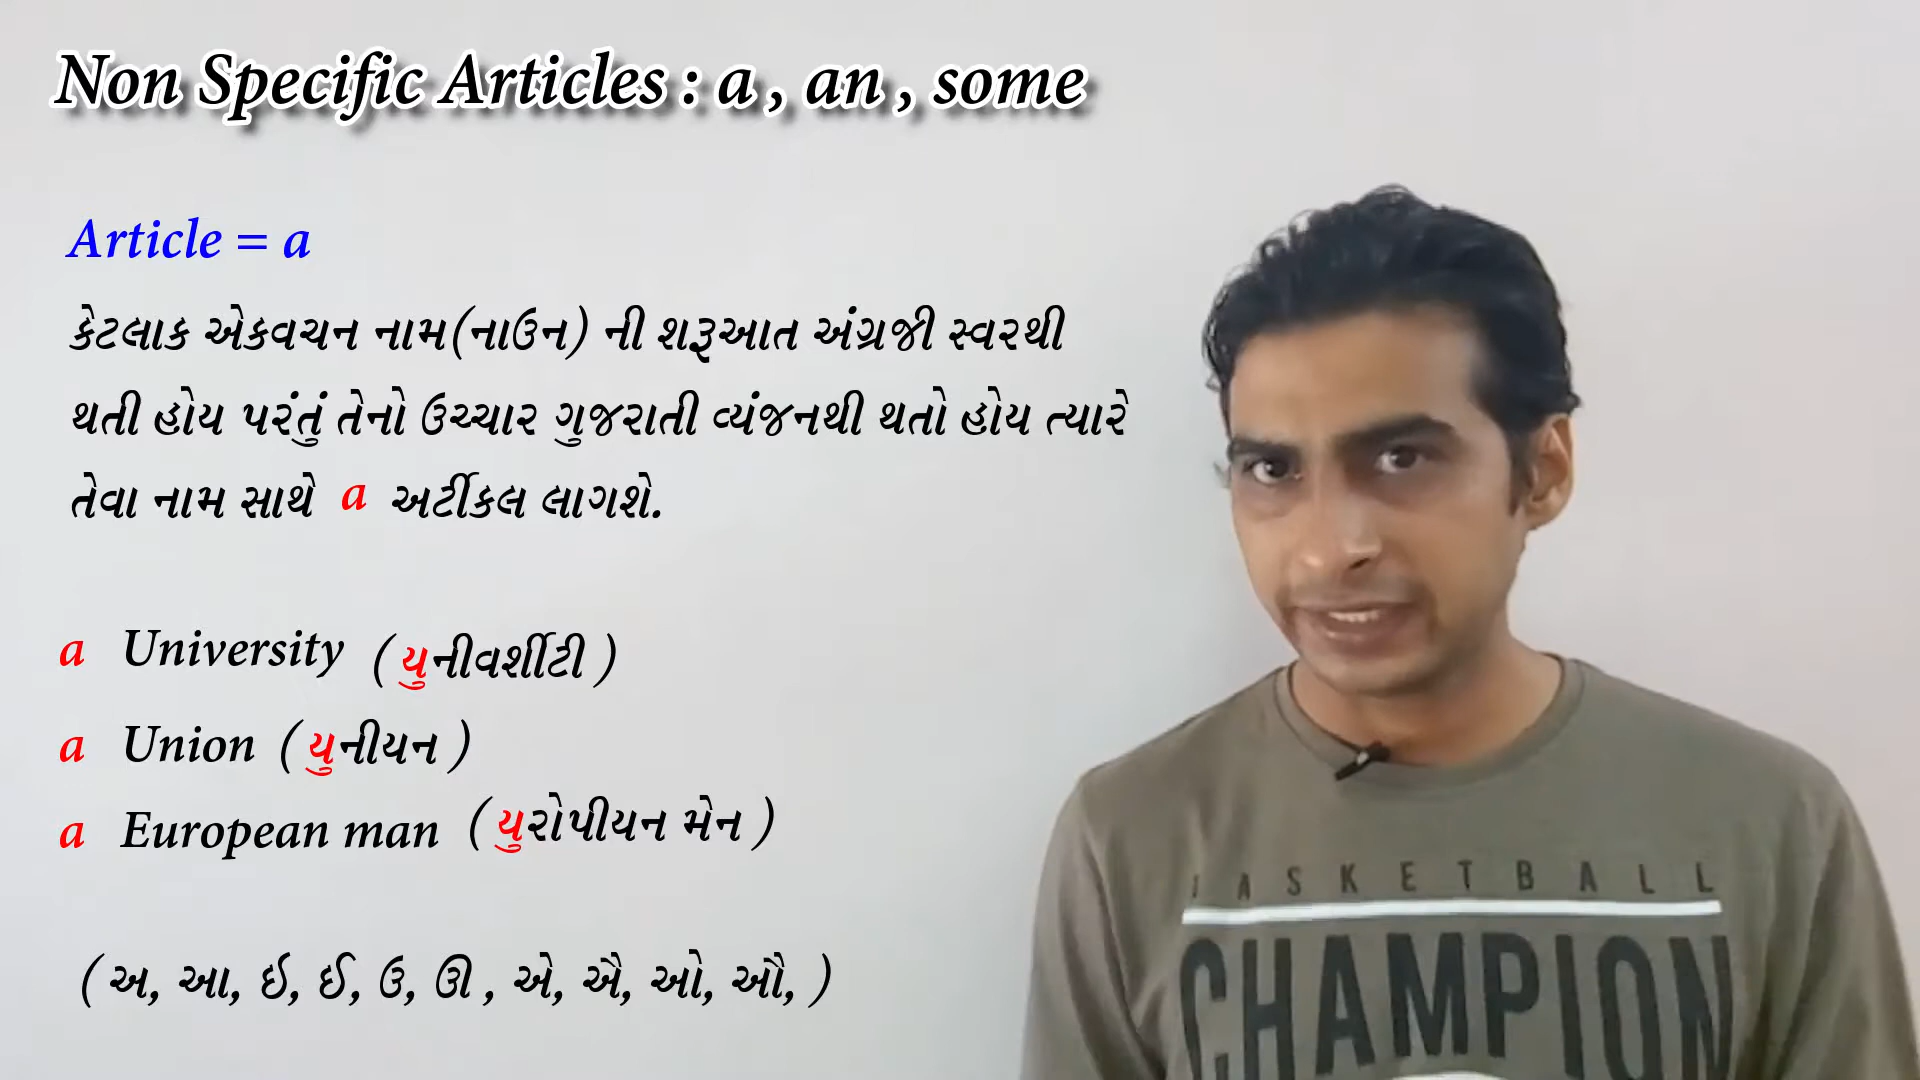 Non Specific Articles : a , an , some
Article = a
કેટલાક એકવચન નામ(નાઉન) ની શરૂઆત અંગ્રજી સ્વરથી
થતી હોય પરંતું તેનો ઉચ્ચાર ગુજરાતી વ્યંજનથી થતો હોય ત્યારે
તેવા નામ સાથે a અર્ટીકલ લાગશે.
a University ( યુનીવર્શીટી )
a Union ( યુનીયન )
a European man ( યુરોપીયન મેન )
( અ, આ, ઇ, ઈ, ઉ, ઊ , એ, ઐ, ઓ, ઔ, )
BASKETBALL
CHAMPION